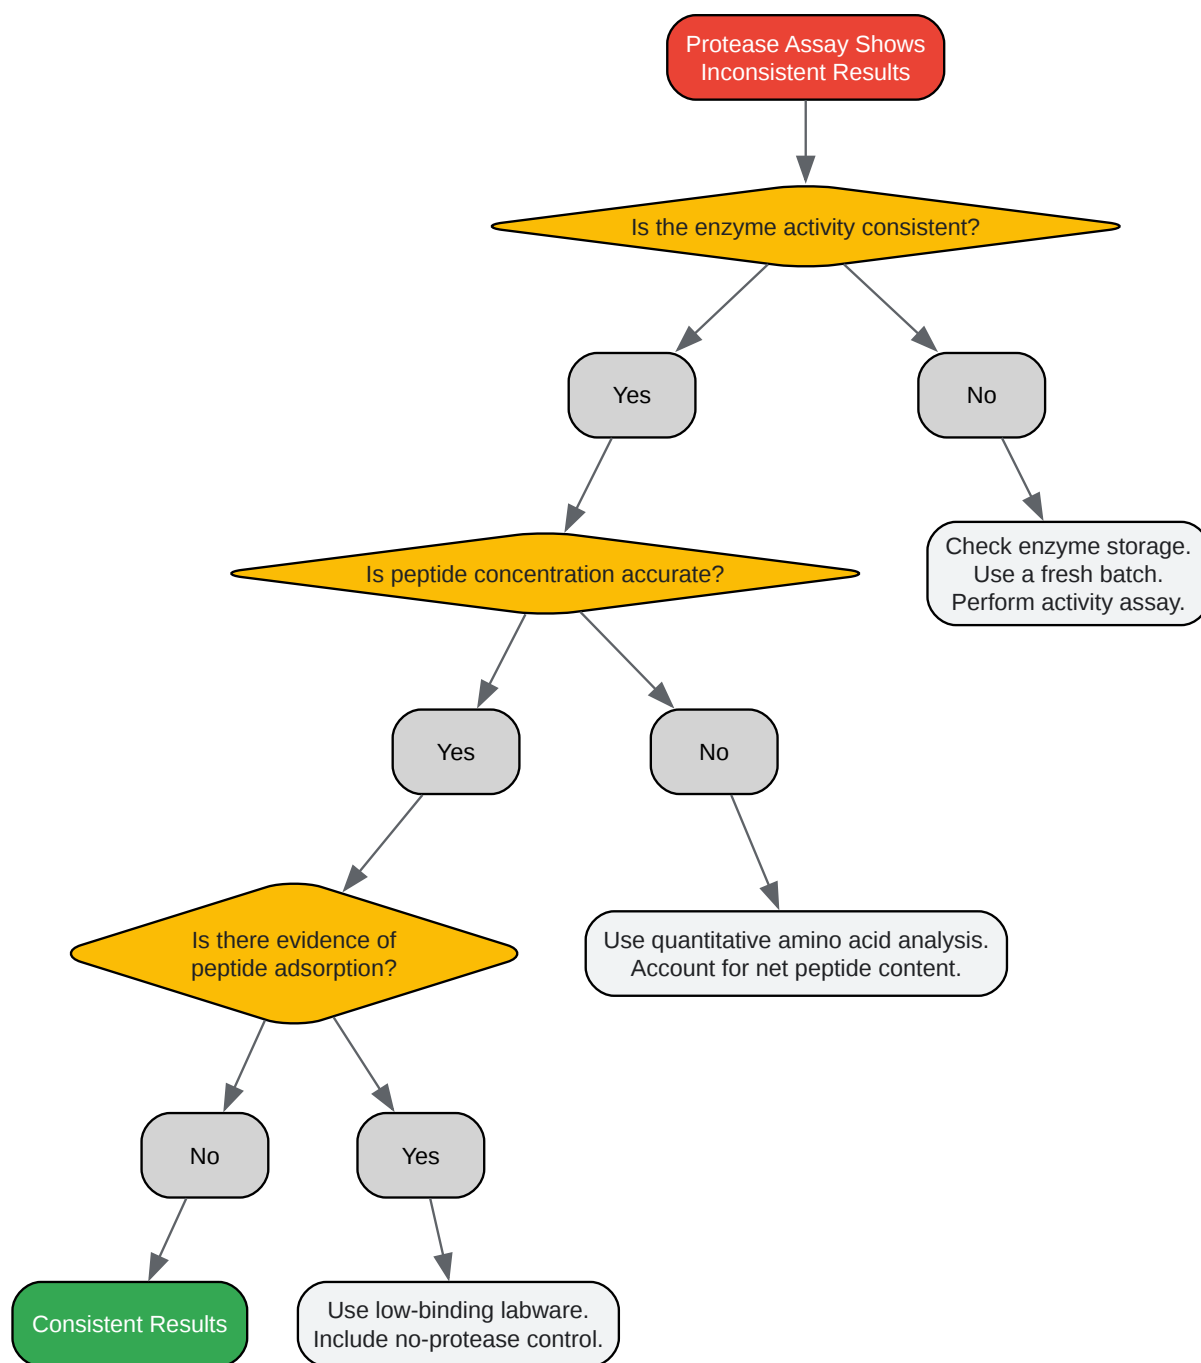 Protease Assay Shows
Inconsistent Results
Is the enzyme activity consistent?
Yes
No
Check enzyme storage.
Use a fresh batch.
Perform activity assay.
Is peptide concentration accurate?
Yes
No
Use quantitative amino acid analysis.
Account for net peptide content.
Is there evidence of
peptide adsorption?
No
Yes
Consistent Results
Use low-binding labware.
Include no-protease control.